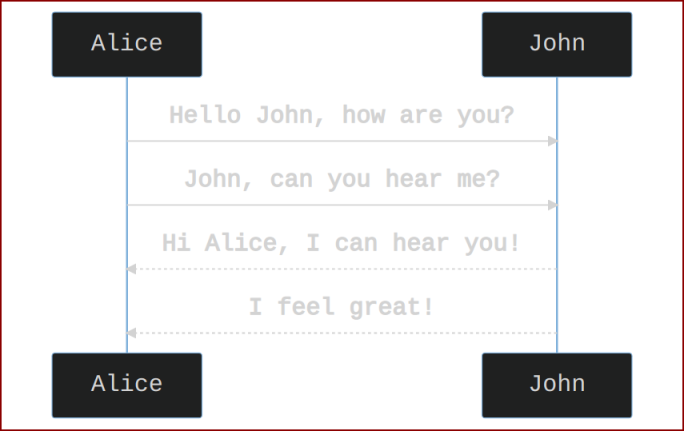 Alice John
Hello John, how are you?
John, can you hear me?
Hi Alice, I can hear you!
I feel great!
Alice John